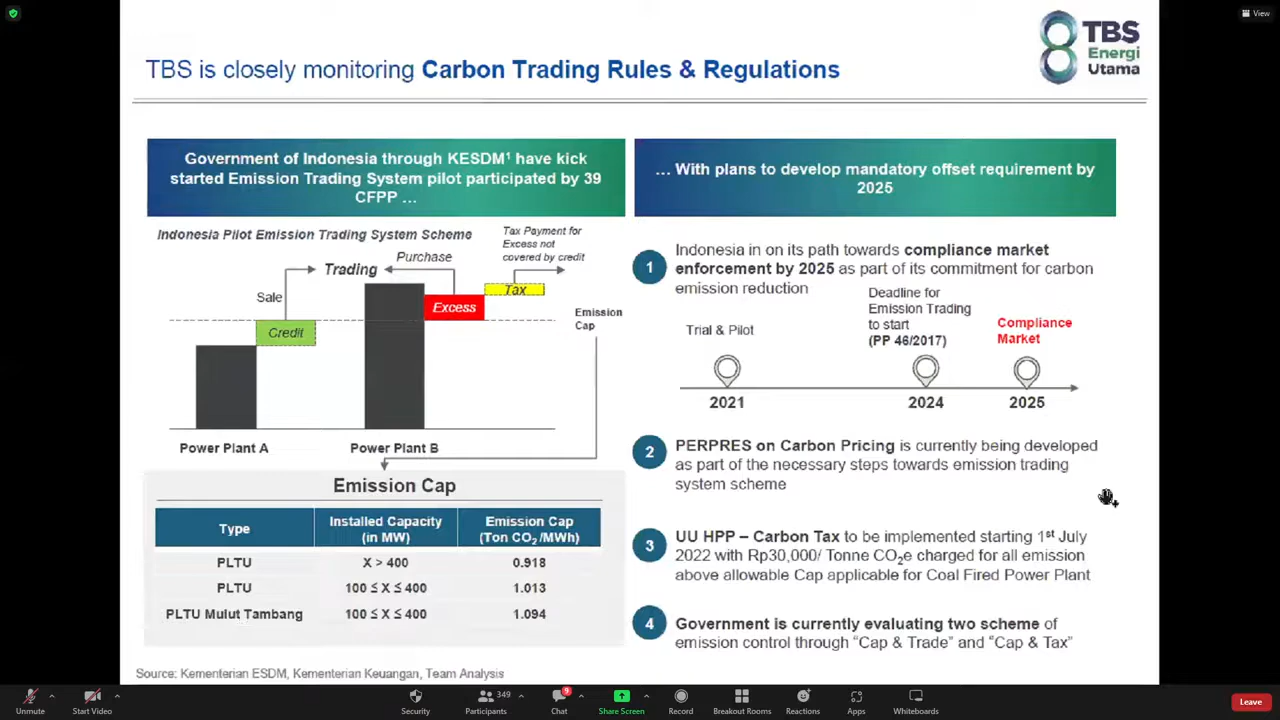 View
TBS
Energi
Utama
TBS is closely monitoring Carbon Trading Rules & Regulations
Government of Indonesia through KESDM¹ have kick
started Emission Trading System pilot participated by 39
CFPP ...
Indonesia Pilot Emission Trading System Scheme
Tax Payment for
Excess not
covered by credit
Purchase
Trading
Sale
Tax
Excess
Credit
Emission
Cap
Power Plant A
Power Plant B
Emission Cap
Type Installed Capacity (in MW) Emission Cap (Ton CO₂/MWh)
PLTU X > 400 0.918
PLTU 100 ≤ X ≤ 400 1.013
PLTU Mulut Tambang 100 ≤ X ≤ 400 1.094
... With plans to develop mandatory offset requirement by
2025
1
Indonesia in on its path towards compliance market
enforcement by 2025 as part of its commitment for carbon
emission reduction
Trial & Pilot
Deadline for
Emission Trading
to start
(PP 46/2017)
Compliance
Market
2021 2024 2025
2
PERPRES on Carbon Pricing is currently being developed
as part of the necessary steps towards emission trading
system scheme
3
UU HPP – Carbon Tax to be implemented starting 1st July
2022 with Rp30,000/ Tonne CO₂e charged for all emission
above allowable Cap applicable for Coal Fired Power Plant
4
Government is currently evaluating two scheme of
emission control through “Cap & Trade” and “Cap & Tax”
Source: Kementerian ESDM, Kementerian Keuangan, Team Analysis
349
9
Unmute Start Video Security Participants Chat Share Screen Record Breakout Rooms Reactions Apps Whiteboards Leave